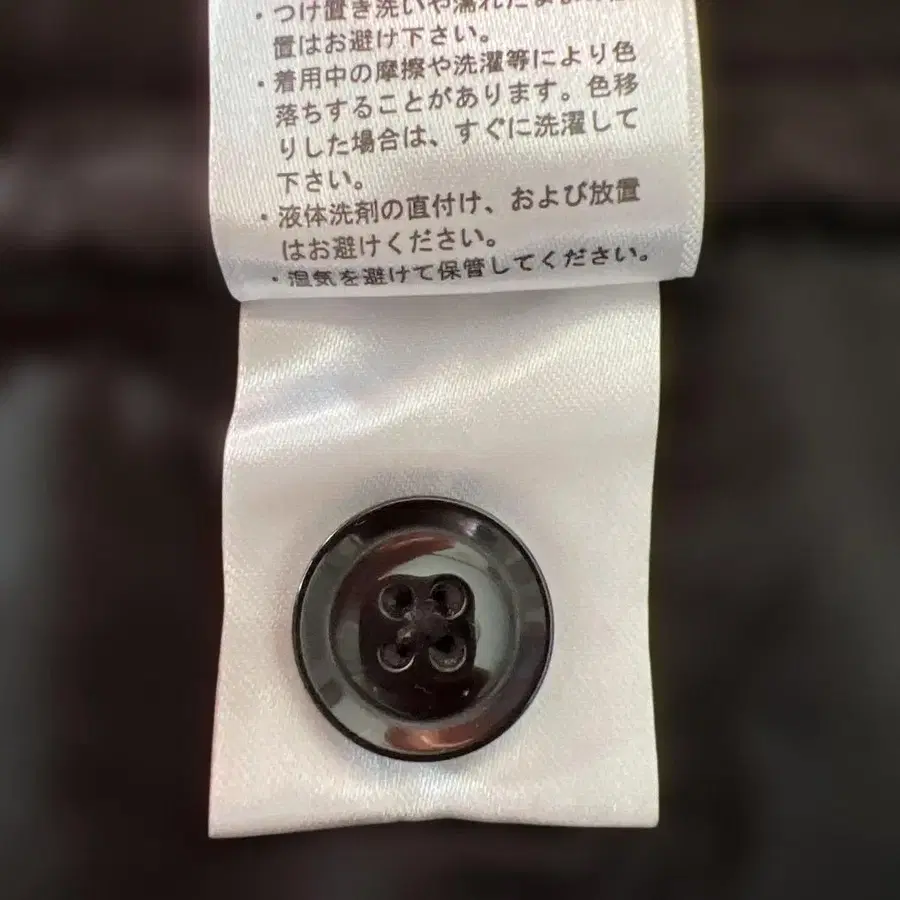 ・つけ置き洗いや濡れたままの放
置はお避け下さい。
・着用中の摩擦や洗濯等により色
落ちすることがあります。色移
りした場合は、すぐに洗濯して
下さい。
・液体洗剤の直付け、および放置
はお避けください。
・湿気を避けて保管してください。